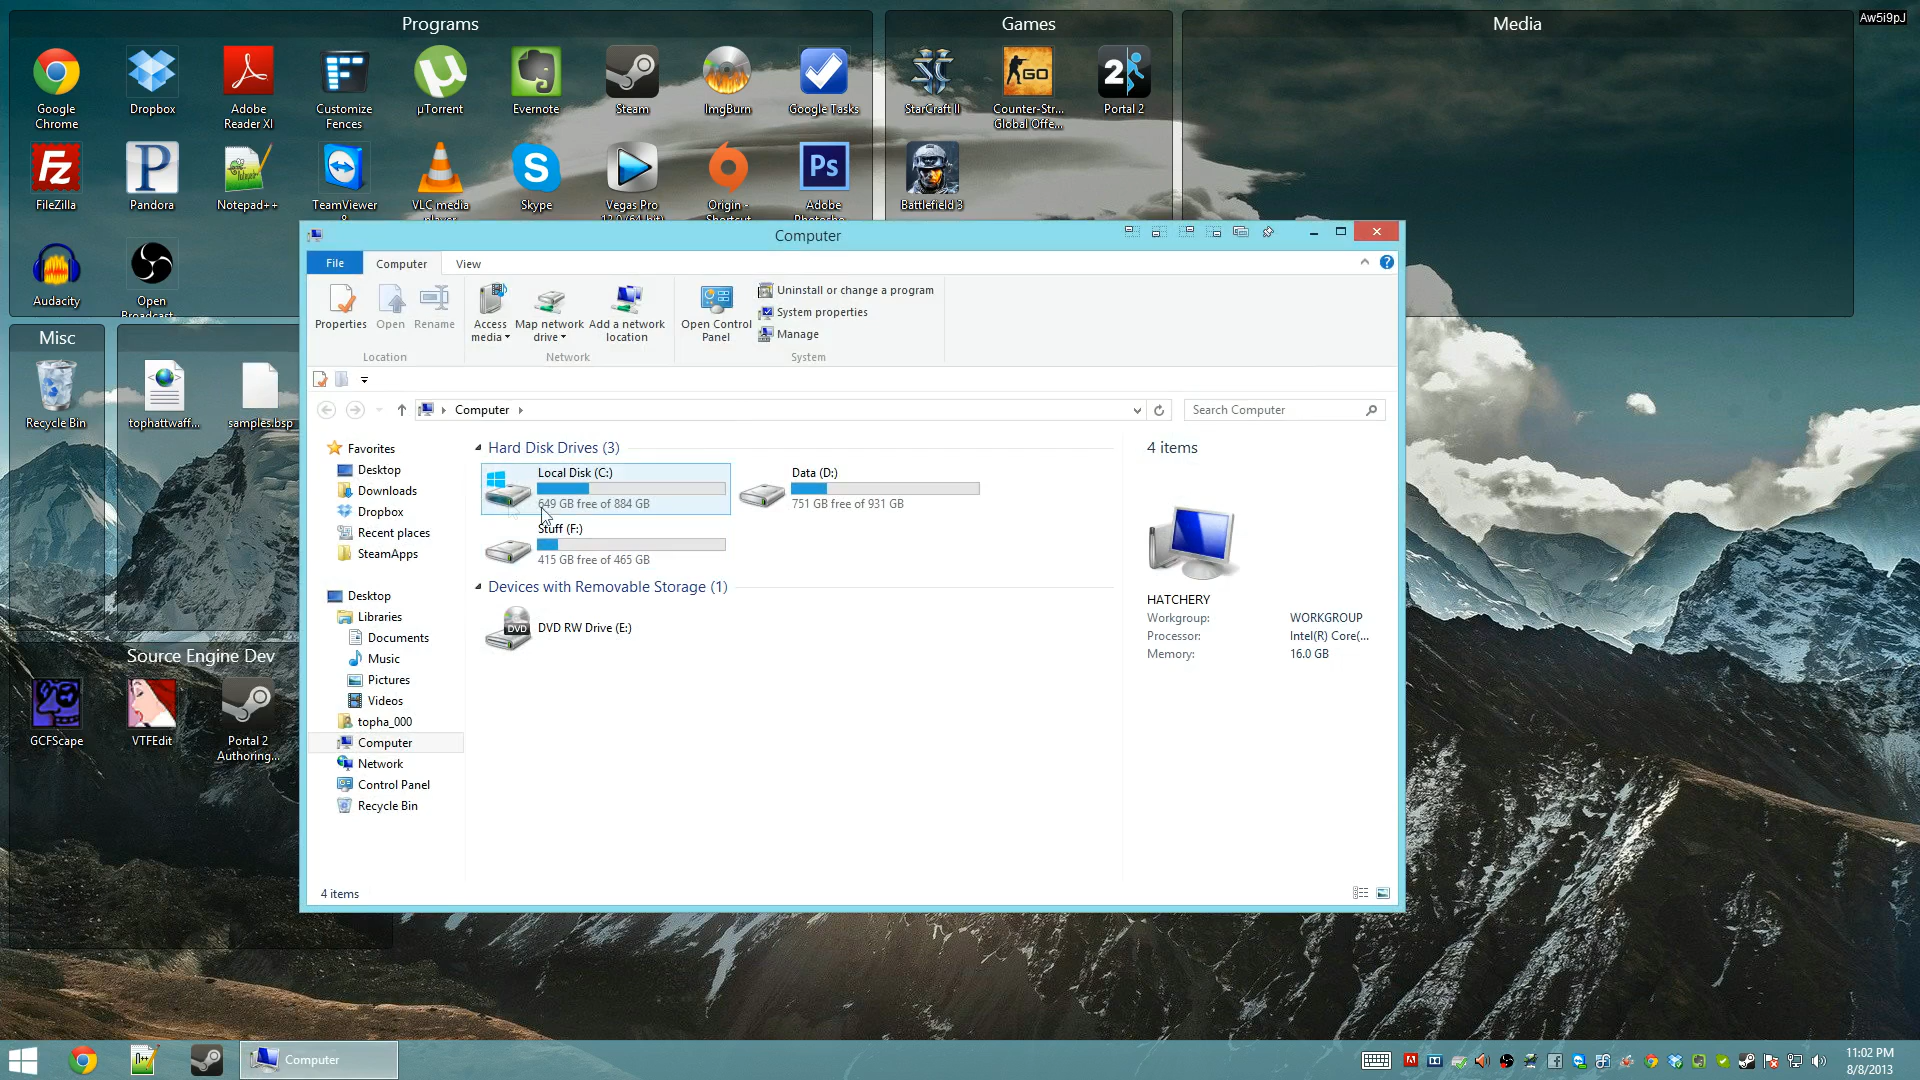 Programs
Games
Media
Aw5i9pJ
Google Chrome
Dropbox
Adobe Reader XI
Customize Fences
µTorrent
Evernote
Steam
ImgBurn
Google Tasks
StarCraft II
Counter-Str... Global Offe...
Portal 2
FileZilla
Pandora
Notepad++
TeamViewer
VLC media
Skype
Vegas Pro 12.0 (64-bit)
Origin - Shortcut
Adobe Photosho...
Battlefield 3
Audacity
Open Broadcast...
Misc
Recycle Bin
tophattwaff...
samples.bsp
Source Engine Dev
GCFScape
VTFEdit
Portal 2 Authoring...
Computer
File
Computer
View
Properties
Open
Rename
Location
Access media
Map network drive
Add a network location
Network
Open Control Panel
Uninstall or change a program
System properties
Manage
System
Computer
Search Computer
Favorites
Desktop
Downloads
Dropbox
Recent places
SteamApps
Desktop
Libraries
Documents
Music
Pictures
Videos
topha_000
Computer
Network
Control Panel
Recycle Bin
Hard Disk Drives (3)
Local Disk (C:)
649 GB free of 884 GB
Data (D:)
751 GB free of 931 GB
Stuff (F:)
415 GB free of 465 GB
Devices with Removable Storage (1)
DVD
DVD RW Drive (E:)
4 items
HATCHERY
Workgroup: WORKGROUP
Processor: Intel(R) Core(...
Memory: 16.0 GB
4 items
Computer
11:02 PM
8/8/2013